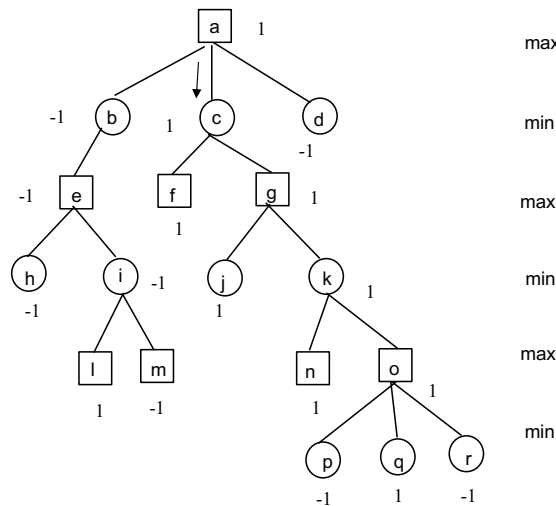 a 1 max
-1 b 1 c d min
-1
-1 e f g 1 max
1
h i -1 j k min
-1 1 1
l m n o max
1 -1 1 1
min
p q r
-1 1 -1